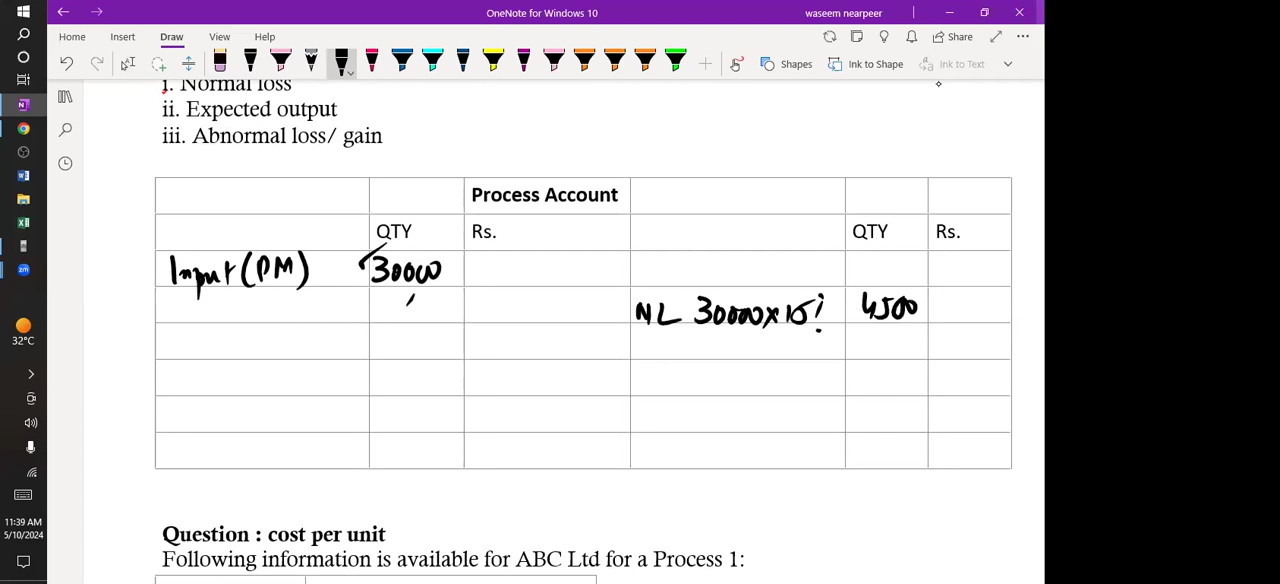 OneNote for Windows 10
waseem nearpeer
Home Insert Draw View Help
Share
Shapes Ink to Shape Ink to Text
i. Normal loss
ii. Expected output
iii. Abnormal loss/ gain
Process Account
QTY Rs. QTY Rs.
Input (DM) 30000
NL 30000x15% 4500
32°C
11:39 AM
5/10/2024
Question : cost per unit
Following information is available for ABC Ltd for a Process 1: